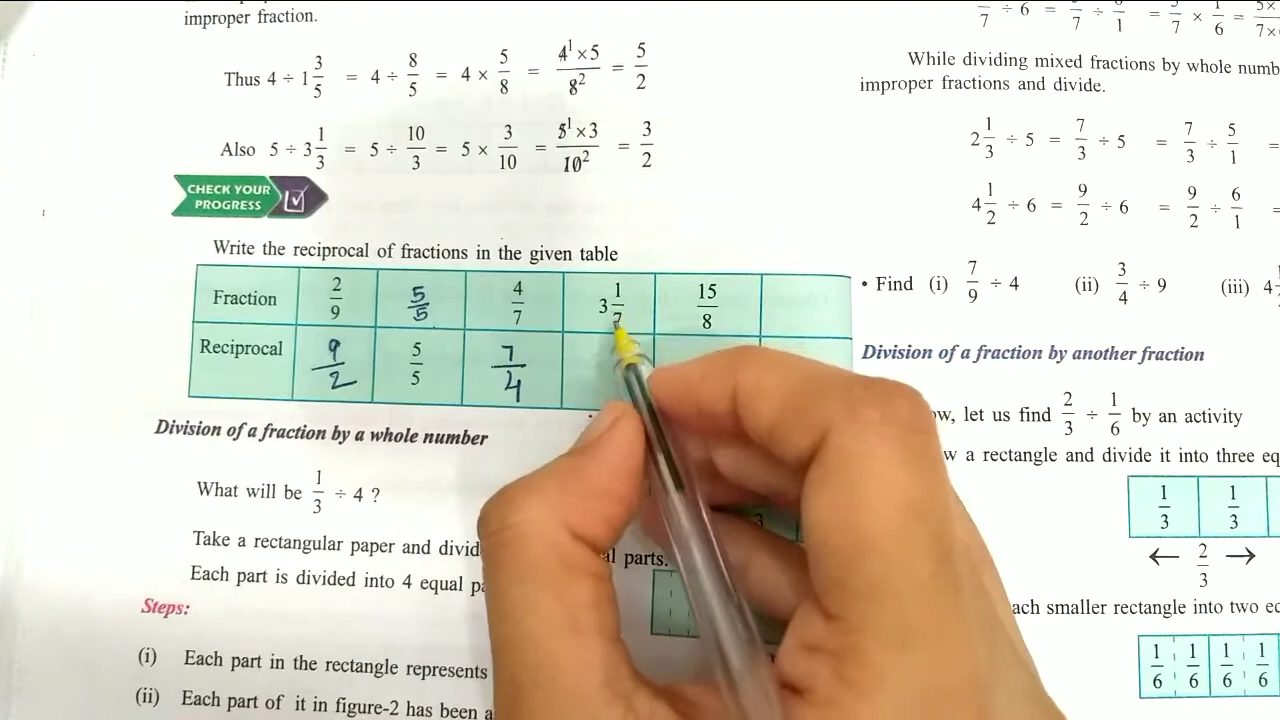 improper fraction.
Thus 4 ÷ 1 3/5 = 4 ÷ 8/5 = 4 × 5/8 = 4¹ × 5 / 8² = 5/2
Also 5 ÷ 3 1/3 = 5 ÷ 10/3 = 5 × 3/10 = 5¹ × 3 / 10² = 3/2
CHECK YOUR
PROGRESS
Write the reciprocal of fractions in the given table
Fraction 2/9 5/5 4/7 3 1/7 15/8
Reciprocal 9/2 5/5 7/4
Division of a fraction by a whole number
What will be 1/3 ÷ 4 ?
Take a rectangular paper and divid al parts.
Each part is divided into 4 equal
Steps:
(i) Each part in the rectangle represents
(ii) Each part of it in figure-2 has been
/7 ÷ 6 = /7 ÷ /1 = 5/7 × 1/6 = 5× / 7×
While dividing mixed fractions by whole numb
improper fractions and divide.
2 1/3 ÷ 5 = 7/3 ÷ 5 = 7/3 ÷ 5/1 =
4 1/2 ÷ 6 = 9/2 ÷ 6 = 9/2 ÷ 6/1 =
• Find (i) 7/9 ÷ 4 (ii) 3/4 ÷ 9 (iii) 4
Division of a fraction by another fraction
ow, let us find 2/3 ÷ 1/6 by an activity
w a rectangle and divide it into three eq
1/3 1/3
← 2/3 →
ach smaller rectangle into two eq
1/6 1/6 1/6 1/6